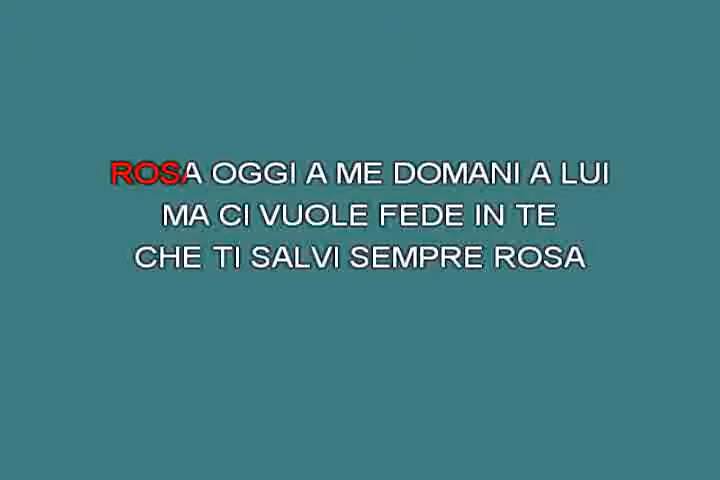 ROSA OGGI A ME DOMANI A LUI
MA CI VUOLE FEDE IN TE
CHE TI SALVI SEMPRE ROSA